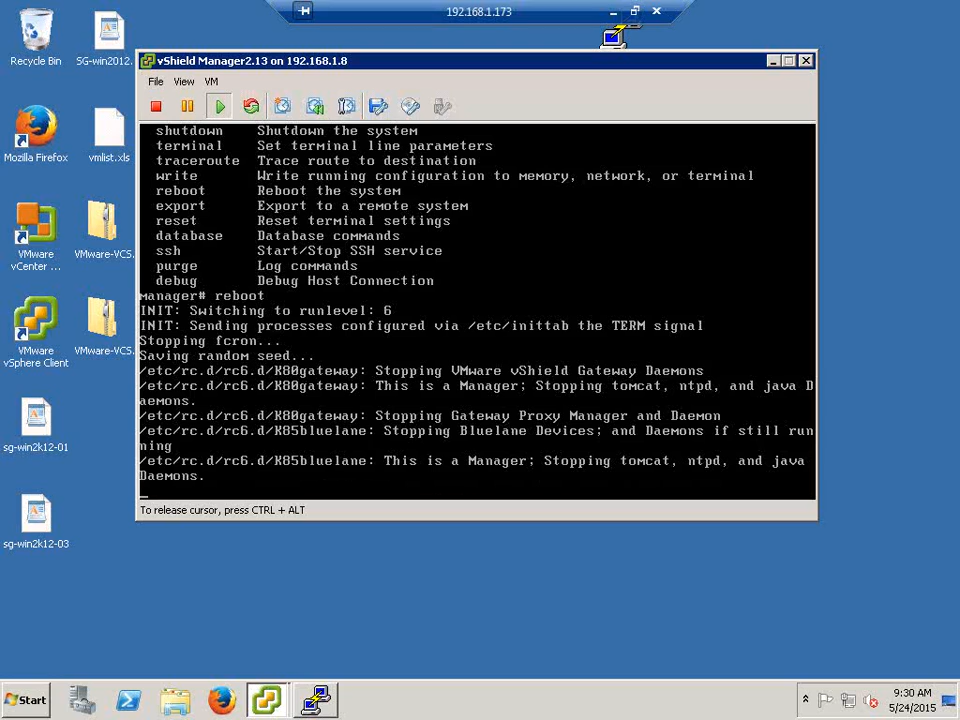 192.168.1.173
Recycle Bin
SG-win2012.
Mozilla Firefox
vmlist.xls
VMware
vCenter ...
VMware-VCS.
VMware
vSphere Client
VMware-VCS.
sg-win2k12-01
sg-win2k12-03
vShield Manager2.13 on 192.168.1.8
File View VM
shutdown Shutdown the system
terminal Set terminal line parameters
traceroute Trace route to destination
write Write running configuration to memory, network, or terminal
reboot Reboot the system
export Export to a remote system
reset Reset terminal settings
database Database commands
ssh Start/Stop SSH service
purge Log commands
debug Debug Host Connection
manager# reboot
INIT: Switching to runlevel: 6
INIT: Sending processes configured via /etc/inittab the TERM signal
Stopping fcron...
Saving random seed...
/etc/rc.d/rc6.d/K80gateway: Stopping VMware vShield Gateway Daemons
/etc/rc.d/rc6.d/K80gateway: This is a Manager; Stopping tomcat, ntpd, and java D
aemons.
/etc/rc.d/rc6.d/K80gateway: Stopping Gateway Proxy Manager and Daemon
/etc/rc.d/rc6.d/K85bluelane: Stopping Bluelane Devices; and Daemons if still run
ning
/etc/rc.d/rc6.d/K85bluelane: This is a Manager; Stopping tomcat, ntpd, and java
Daemons.
To release cursor, press CTRL + ALT
Start
9:30 AM
5/24/2015